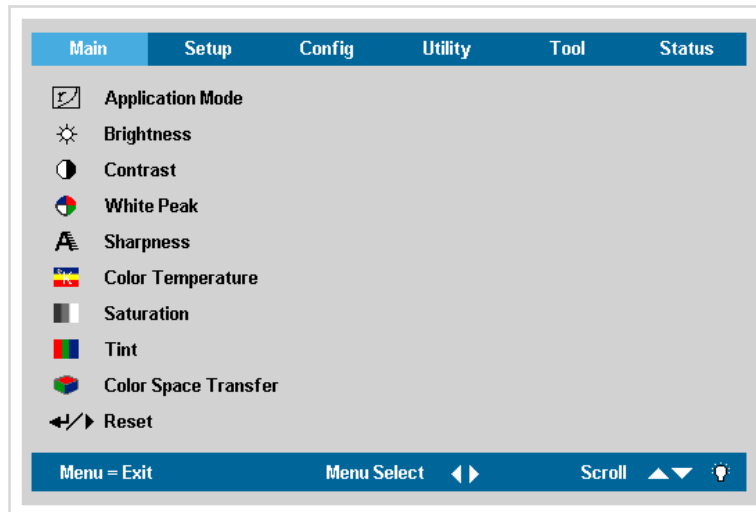 Main Setup Config Utility Tool Status
Application Mode
Brightness
Contrast
White Peak
Sharpness
Color Temperature
Saturation
Tint
Color Space Transfer
Reset
Menu = Exit Menu Select Scroll